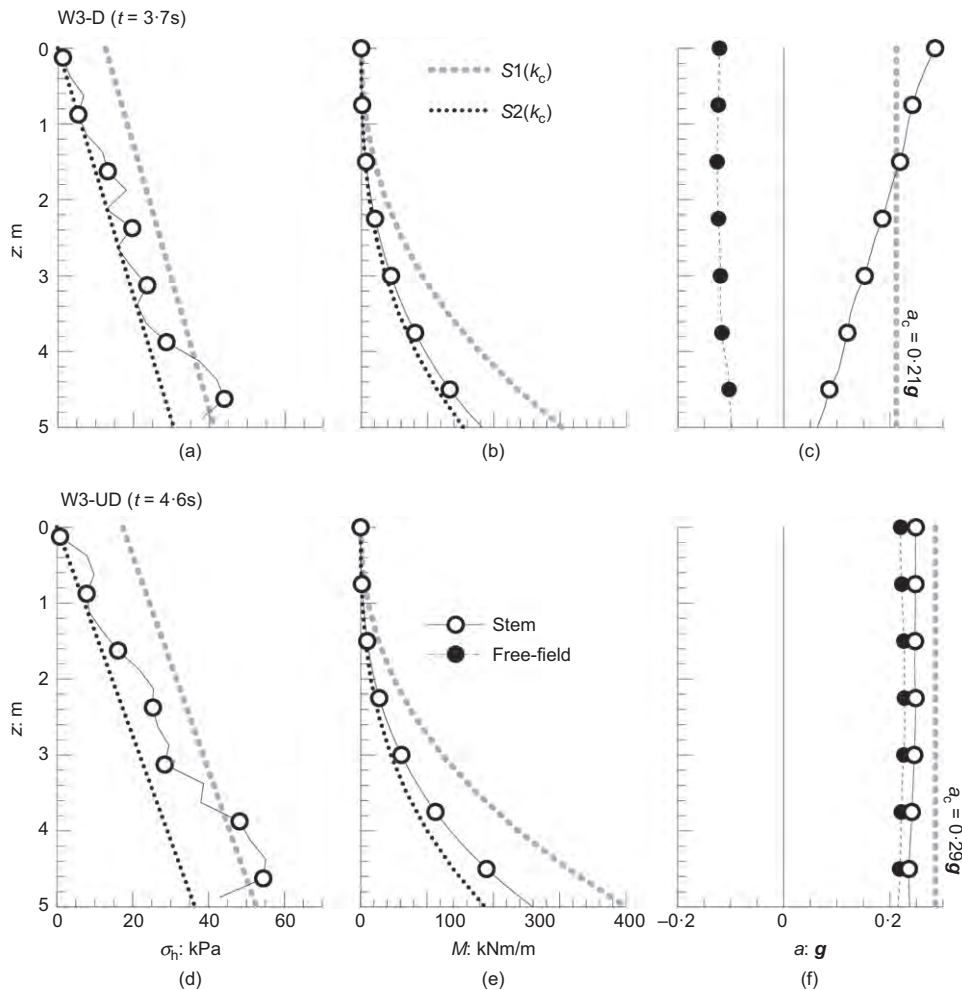 W3-D (t = 3·7s)
0
1
2
3
4
5
z: m
(a)
S1(kc)
S2(kc)
(b)
ac = 0·21g
(c)
W3-UD (t = 4·6s)
0
1
2
3
4
5
z: m
0 20 40 60
σh: kPa
(d)
Stem
Free-field
0 100 300 400
M: kNm/m
(e)
ac = 0·29g
–0·2 0 0·2
a: g
(f)